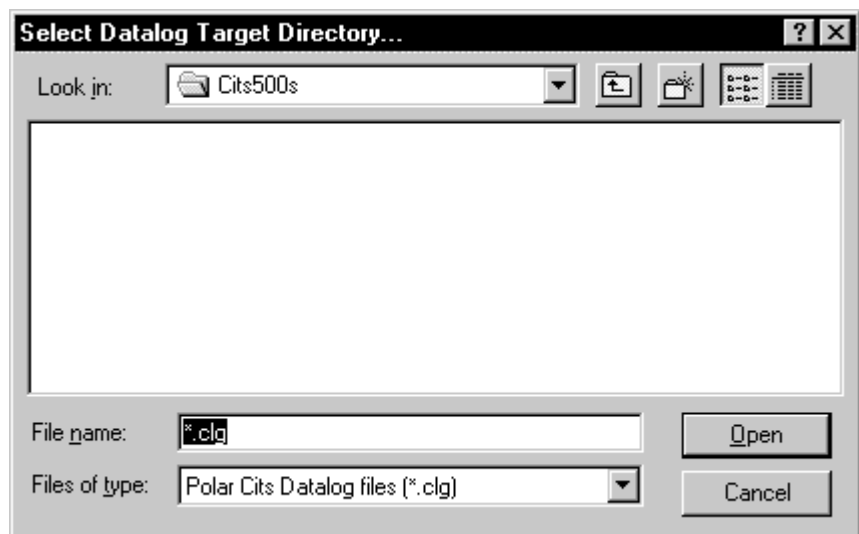 Select Datalog Target Directory...
Look in: Cits500s
File name: *.clg Open
Files of type: Polar Cits Datalog files (*.clg) Cancel